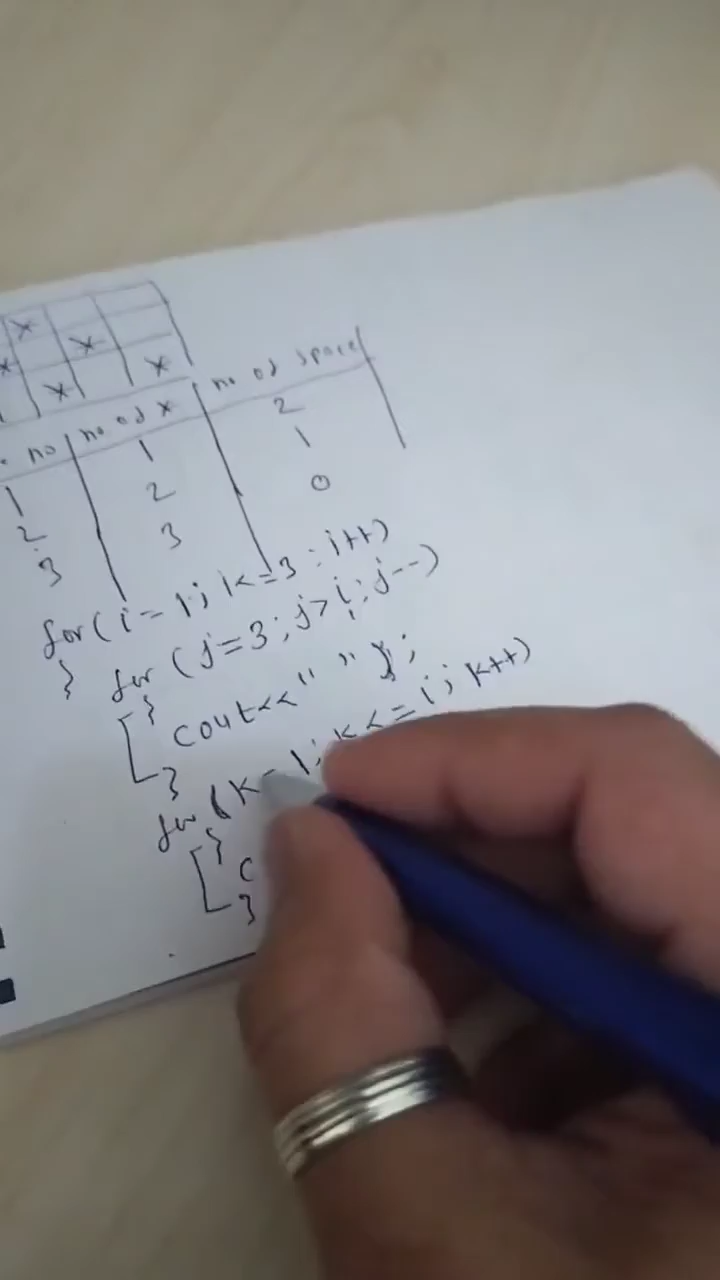 x
x x
x x
no | no of x | no of space
1 1 2
2 2 1
3 3 0
for(i=1; i<=3; i++)
{ for (j=3; j>i; j--)
{
cout<<" ";
}
for (k=1; k<=i; k++)
{
c
}